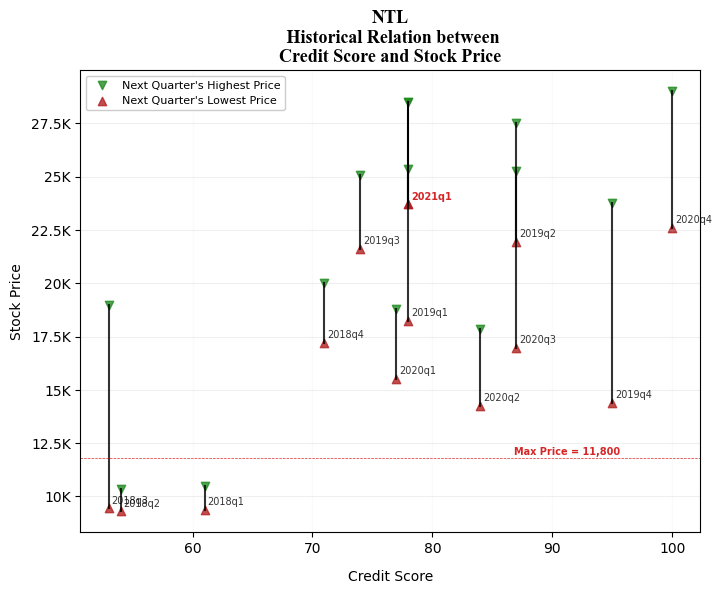 NTL
Historical Relation between
Credit Score and Stock Price
Next Quarter's Highest Price
Next Quarter's Lowest Price
27.5K
25K
22.5K
20K
17.5K
15K
12.5K
10K
Stock Price
2021q1
2020q4
2019q3
2019q2
2019q1
2018q4
2020q3
2020q1
2020q2
2019q4
Max Price = 11,800
2018q3
2018q2
2018q1
60
70
80
90
100
Credit Score